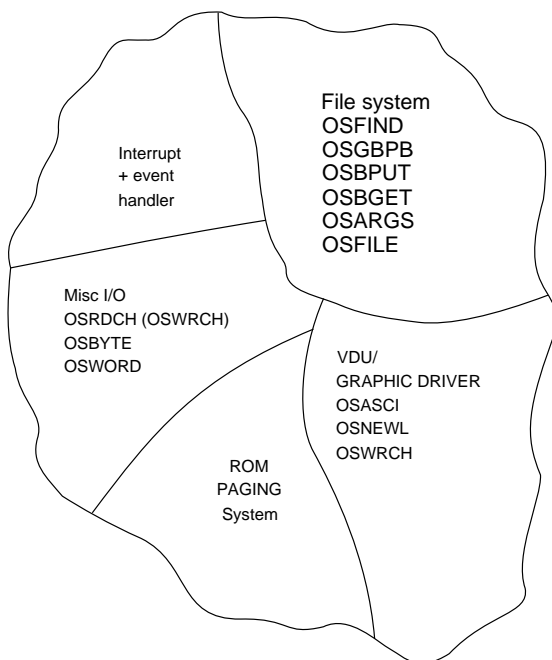 File system
OSFIND
OSGBPB
OSBPUT
OSBGET
OSARGS
OSFILE
Interrupt
+ event
handler
Misc I/O
OSRDCH (OSWRCH)
OSBYTE
OSWORD
VDU/
GRAPHIC DRIVER
OSASCI
OSNEWL
OSWRCH
ROM
PAGING
System